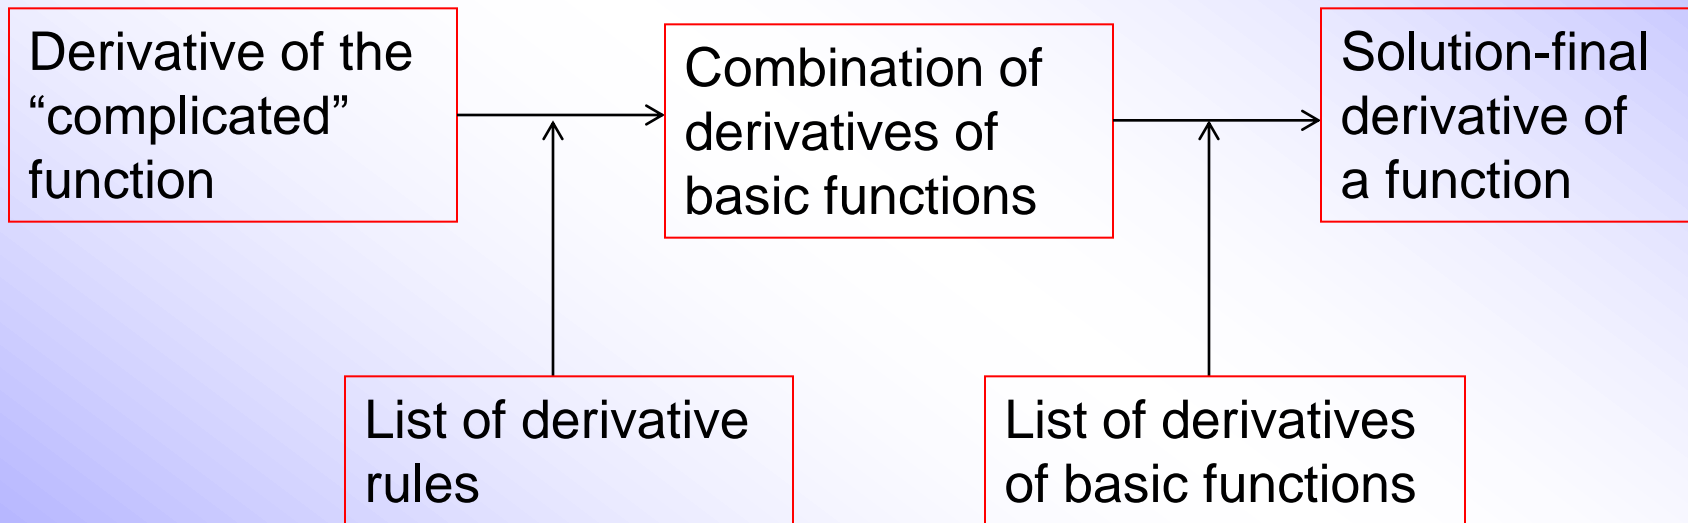 Derivative of the
“complicated”
function
Combination of
derivatives of
basic functions
Solution-final
derivative of
a function
List of derivative
rules
List of derivatives
of basic functions